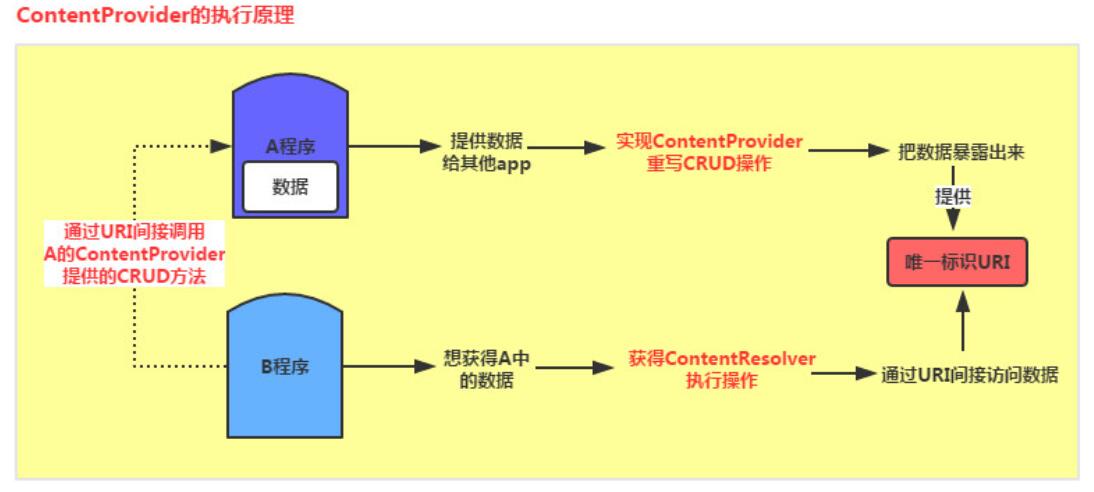 ContentProvider的执行原理
A程序
数据
提供数据
给其他app
实现ContentProvider
重写CRUD操作
把数据暴露出来
提供
唯一标识URI
通过URI间接调用
A的ContentProvider
提供的CRUD方法
B程序
想获得A中
的数据
获得ContentResolver
执行操作
通过URI间接访问数据